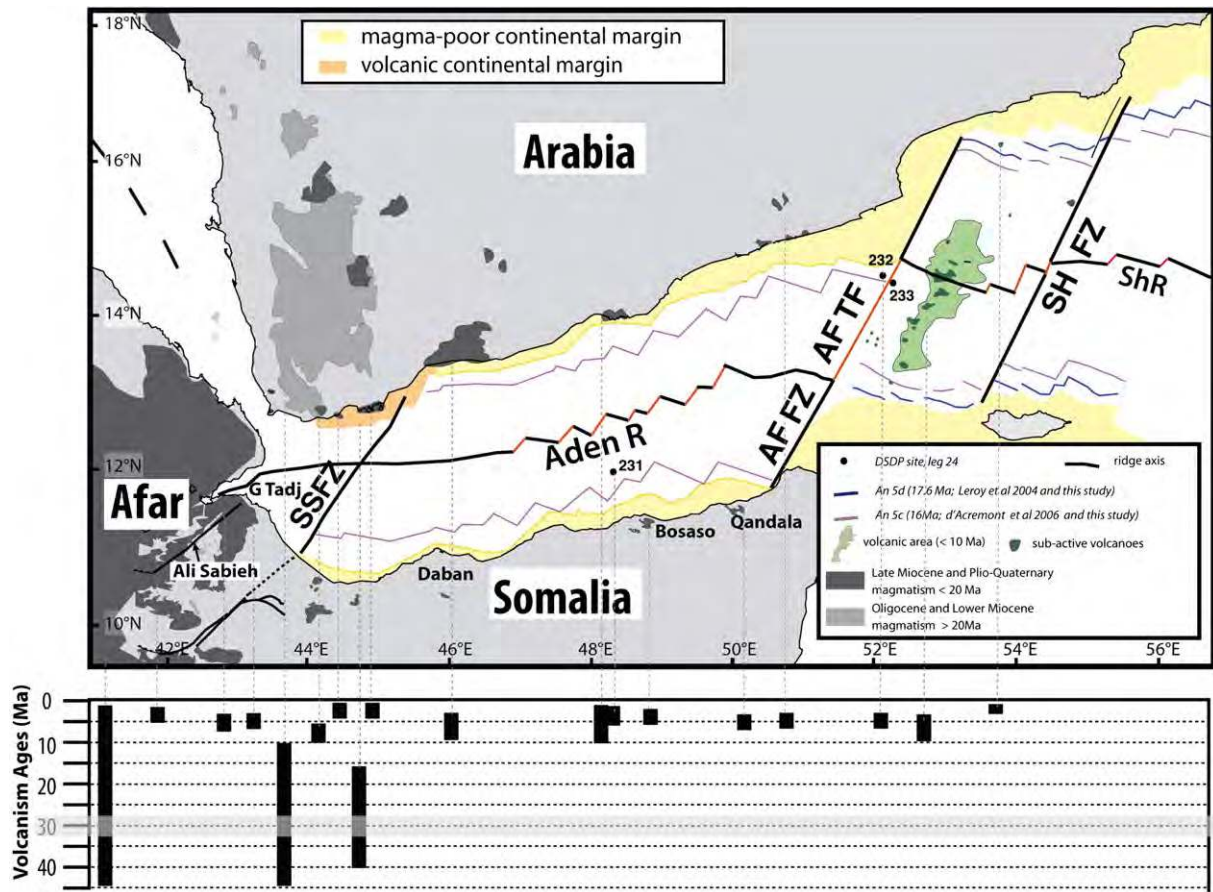 18°N
16°N
14°N
12°N
10°N
magma-poor continental margin
volcanic continental margin
Arabia
232
233
AF TF
AF FZ
SH FZ
ShR
Aden R
231
SSFZ
G Tadj
Afar
Ali Sabieh
Daban
Bosaso
Qandala
Somalia
DSDP site, leg 24
ridge axis
An 5d (17.6 Ma; Leroy et al 2004 and this study)
An 5c (16Ma; d'Acremont et al 2006 and this study)
volcanic area (< 10 Ma)
sub-active volcanoes
Late Miocene and Plio-Quaternary
magmatism < 20 Ma
Oligocene and Lower Miocene
magmatism > 20Ma
42°E
44°E
46°E
48°E
50°E
52°E
54°E
56°E
Volcanism Ages (Ma)
0
10
20
30
40